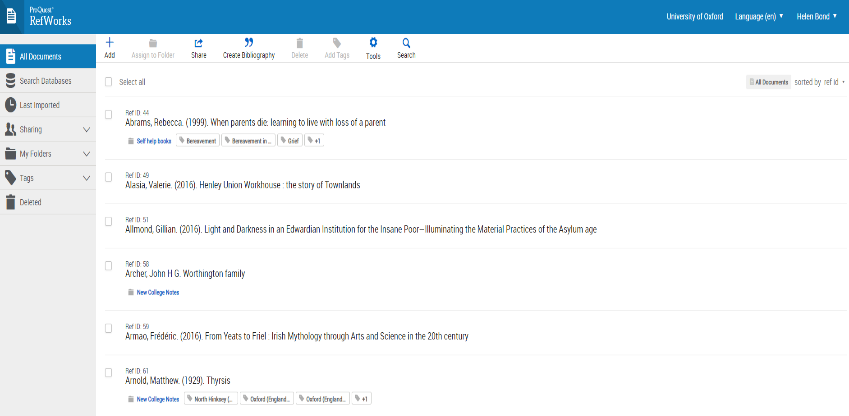 ProQuest®
RefWorks
University of Oxford Language (en) Helen Bond
Add Assign to Folder Share Create Bibliography Delete Add Tags Tools Search
All Documents
Search Databases
Last Imported
Sharing
My Folders
Tags
Deleted
Select all
All Documents sorted by ref id
Ref ID: 44
Abrams, Rebecca. (1999). When parents die: learning to live with loss of a parent
Self help books Bereavement Bereavement in ... Grief +1
Ref ID: 49
Alasia, Valerie. (2016). Henley Union Workhouse : the story of Townlands
Ref ID: 51
Allmond, Gillian. (2016). Light and Darkness in an Edwardian Institution for the Insane Poor—Illuminating the Material Practices of the Asylum age
Ref ID: 58
Archer, John H G. Worthington family
New College Notes
Ref ID: 59
Armao, Frédéric. (2016). From Yeats to Friel : Irish Mythology through Arts and Science in the 20th century
Ref ID: 61
Arnold, Matthew. (1929). Thyrsis
New College Notes North Hinksey (... Oxford (England... Oxford (England... +1